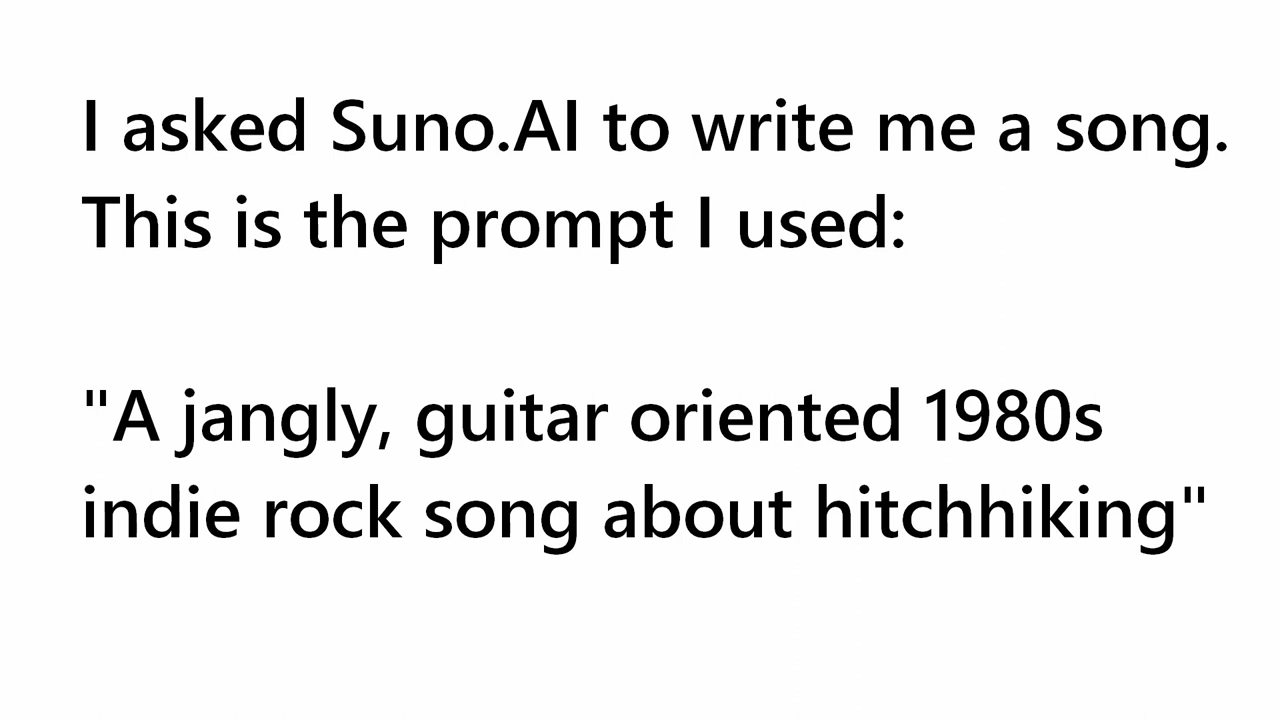 I asked Suno.AI to write me a song.
This is the prompt I used:
"A jangly, guitar oriented 1980s
indie rock song about hitchhiking"